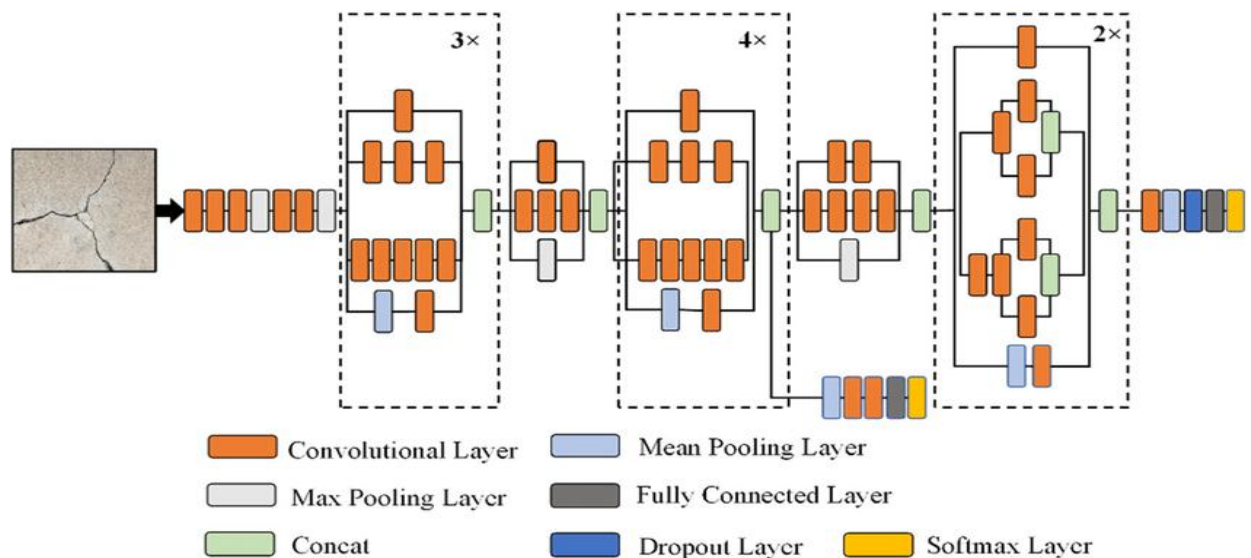 3×
4×
2×
Convolutional Layer
Mean Pooling Layer
Max Pooling Layer
Fully Connected Layer
Concat
Dropout Layer
Softmax Layer